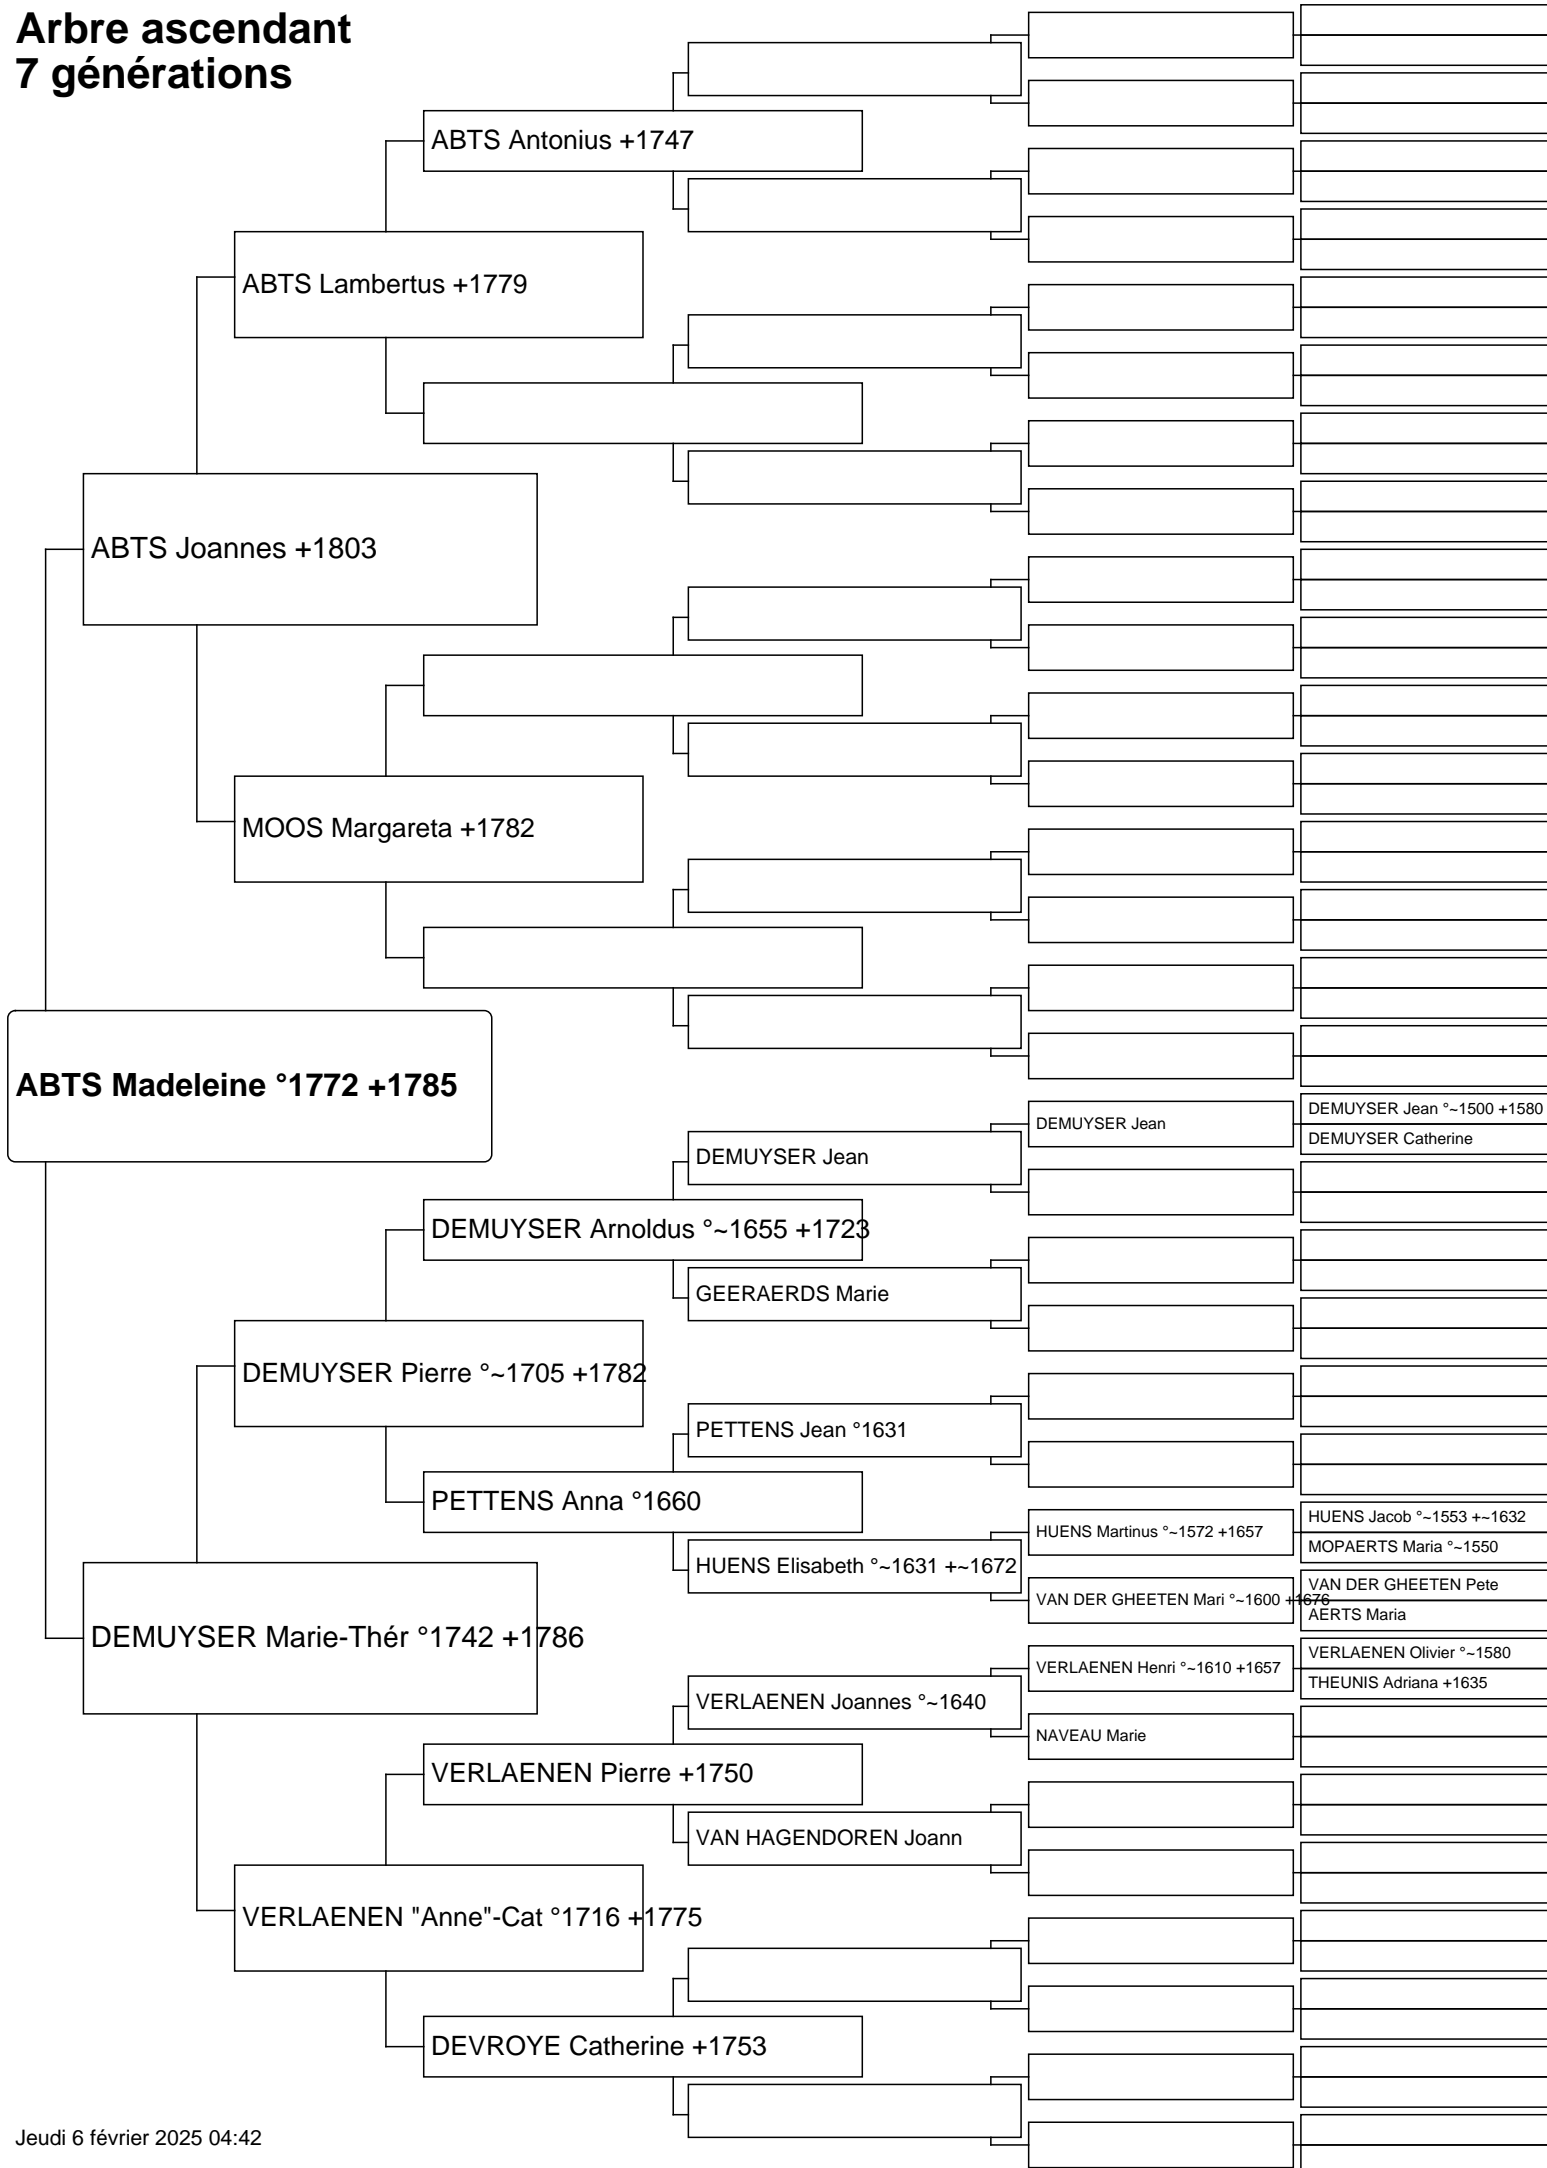 Arbre ascendant
7 générations
ABTS Antonius +1747
ABTS Lambertus +1779
ABTS Joannes +1803
MOOS Margareta +1782
ABTS Madeleine °1772 +1785
DEMUYSER Jean °~1500 +1580
DEMUYSER Jean
DEMUYSER Catherine
DEMUYSER Jean
DEMUYSER Arnoldus °~1655 +1723
GEERAERDS Marie
DEMUYSER Pierre °~1705 +1782
PETTENS Jean °1631
PETTENS Anna °1660
HUENS Jacob °~1553 +~1632
HUENS Martinus °~1572 +1657
MOPAERTS Maria °~1550
HUENS Elisabeth °~1631 +~1672
VAN DER GHEETEN Pete
VAN DER GHEETEN Mari °~1600 +1676
AERTS Maria
DEMUYSER Marie-Thér °1742 +1786
VERLAENEN Olivier °~1580
VERLAENEN Henri °~1610 +1657
THEUNIS Adriana +1635
VERLAENEN Joannes °~1640
NAVEAU Marie
VERLAENEN Pierre +1750
VAN HAGENDOREN Joann
VERLAENEN "Anne"-Cat °1716 +1775
DEVROYE Catherine +1753
Jeudi 6 février 2025 04:42